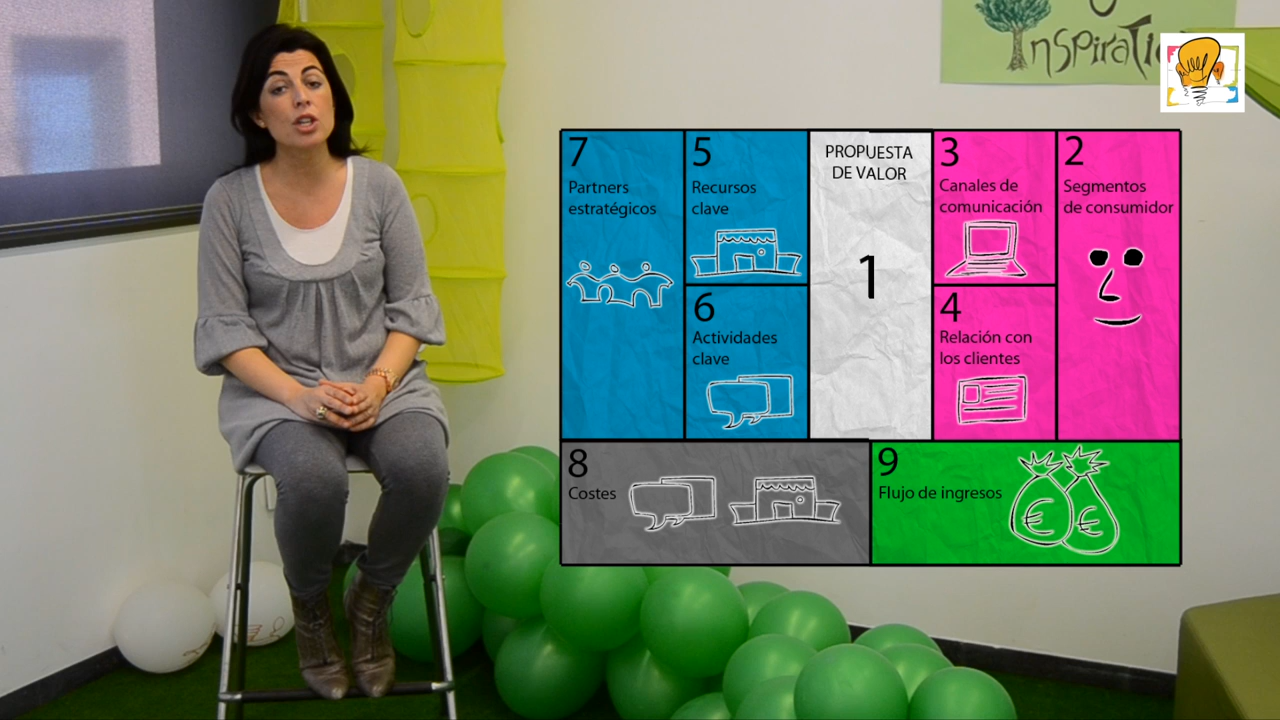 InspiratIo
7
Partners
estratégicos
5
Recursos
clave
PROPUESTA
DE VALOR
1
3
Canales de
comunicación
2
Segmentos
de consumidor
6
Actividades
clave
4
Relación con
los clientes
8
Costes
9
Flujo de ingresos
€
€